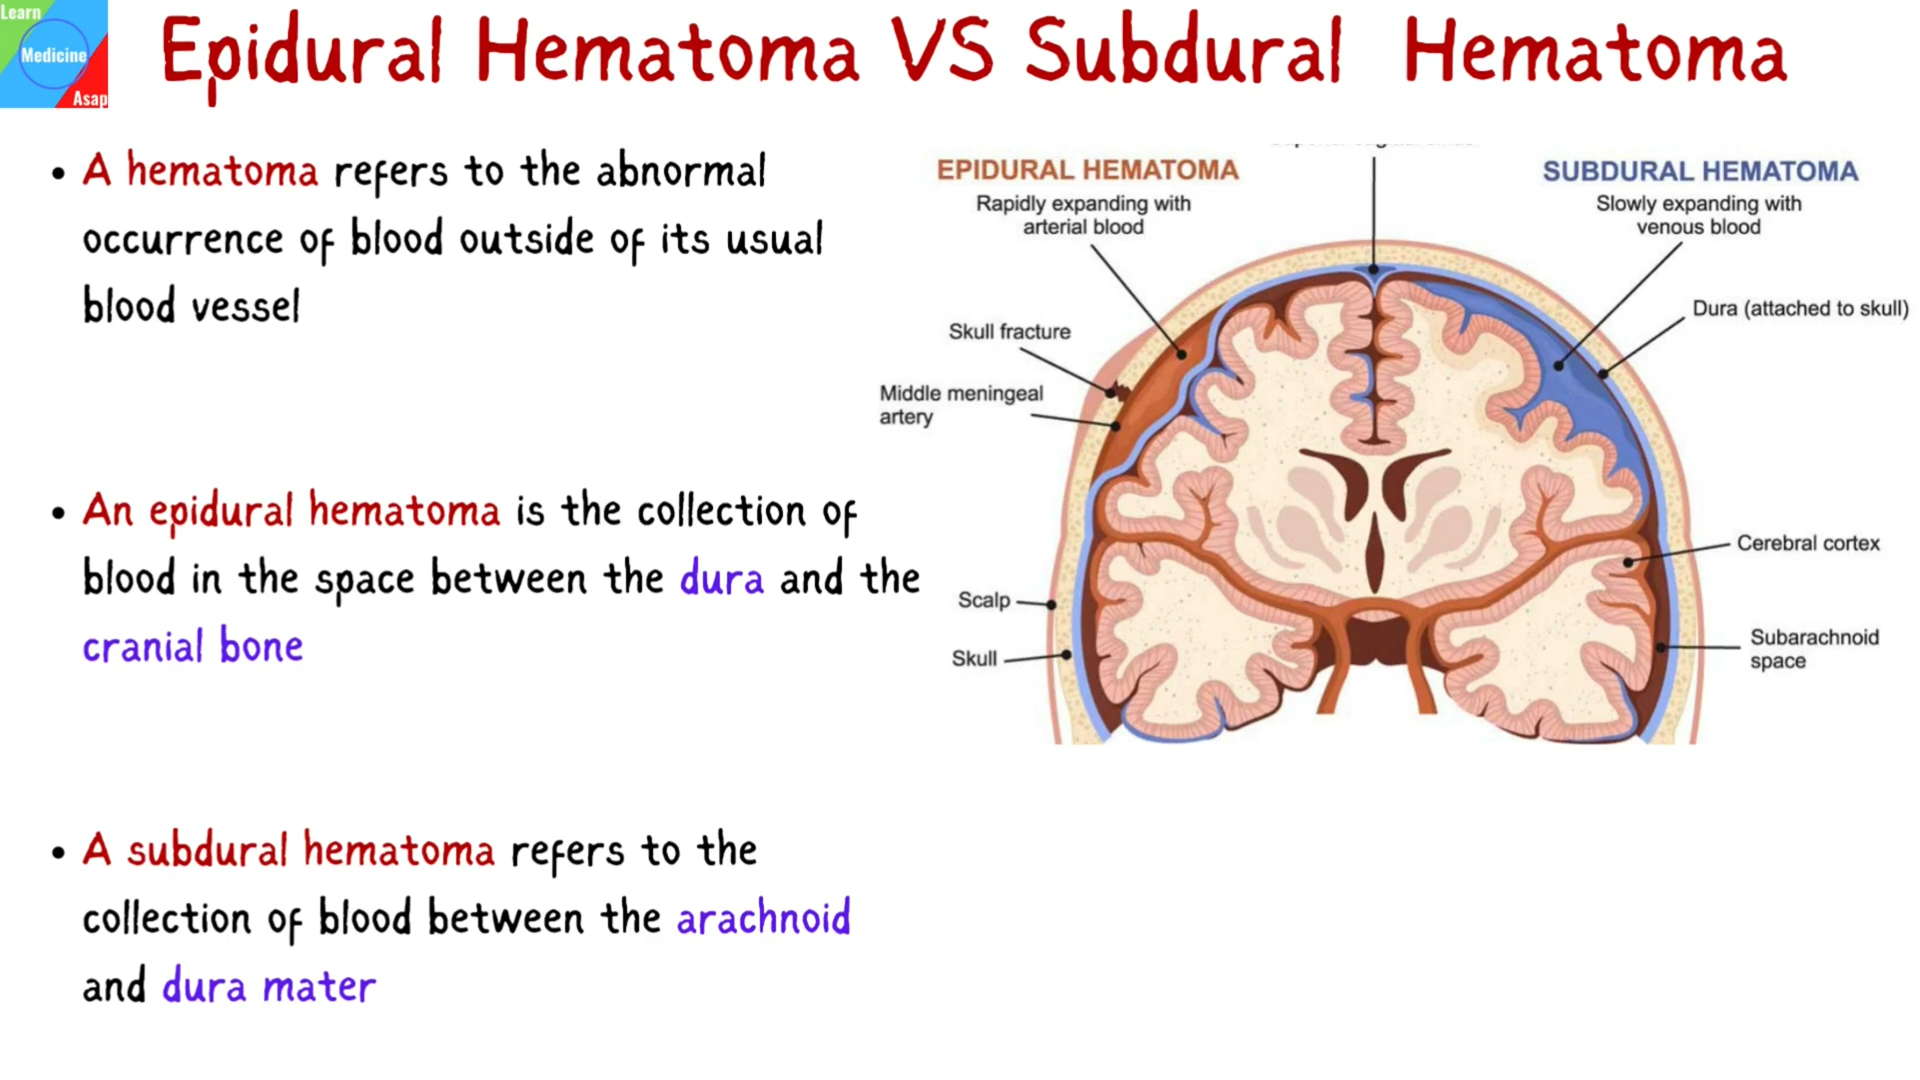 Learn
Medicine
Asap
Epidural Hematoma VS Subdural Hematoma
• A hematoma refers to the abnormal
occurrence of blood outside of its usual
blood vessel
• An epidural hematoma is the collection of
blood in the space between the dura and the
cranial bone
• A subdural hematoma refers to the
collection of blood between the arachnoid
and dura mater
EPIDURAL HEMATOMA
Rapidly expanding with
arterial blood
Skull fracture
Middle meningeal
artery
Scalp
Skull
SUBDURAL HEMATOMA
Slowly expanding with
venous blood
Dura (attached to skull)
Cerebral cortex
Subarachnoid
space